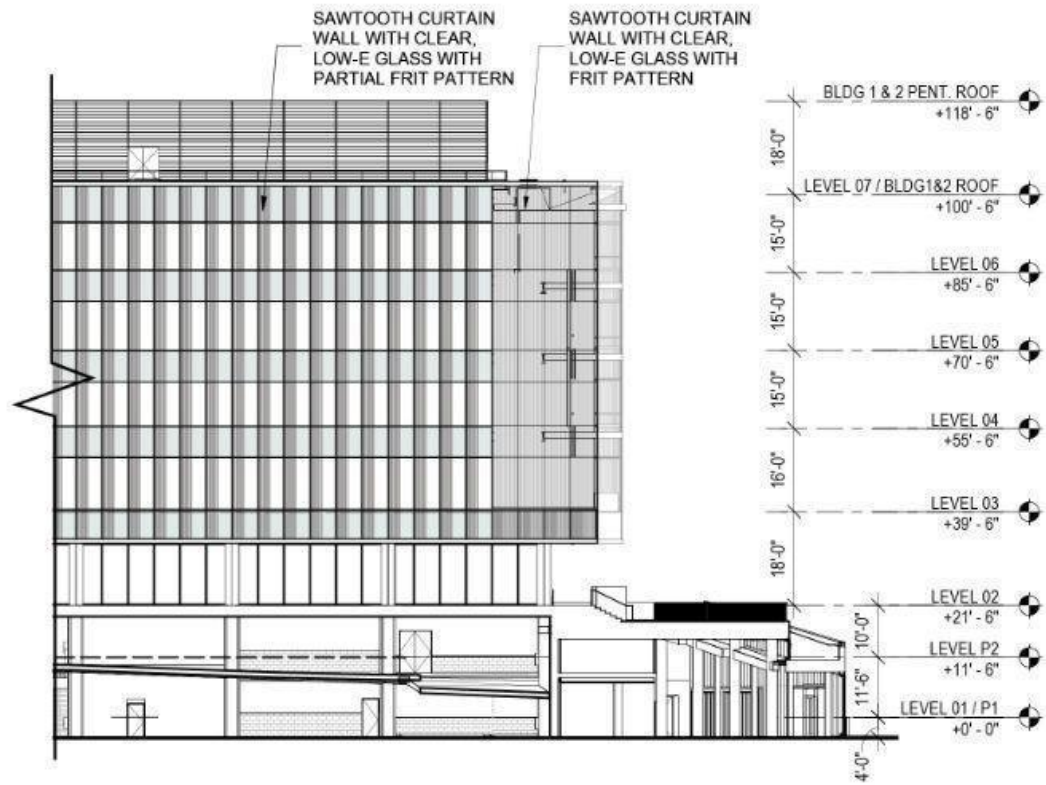 SAWTOOTH CURTAIN
WALL WITH CLEAR,
LOW-E GLASS WITH
PARTIAL FRIT PATTERN
SAWTOOTH CURTAIN
WALL WITH CLEAR,
LOW-E GLASS WITH
FRIT PATTERN
BLDG 1 & 2 PENT. ROOF
+118' - 6"
18'-0"
LEVEL 07 / BLDG1&2 ROOF
+100' - 6"
15'-0"
LEVEL 06
+85' - 6"
15'-0"
LEVEL 05
+70' - 6"
15'-0"
LEVEL 04
+55' - 6"
16'-0"
LEVEL 03
+39' - 6"
18'-0"
LEVEL 02
+21' - 6"
10'-0"
LEVEL P2
+11' - 6"
11'-6"
LEVEL 01 / P1
+0' - 0"
4'-0"